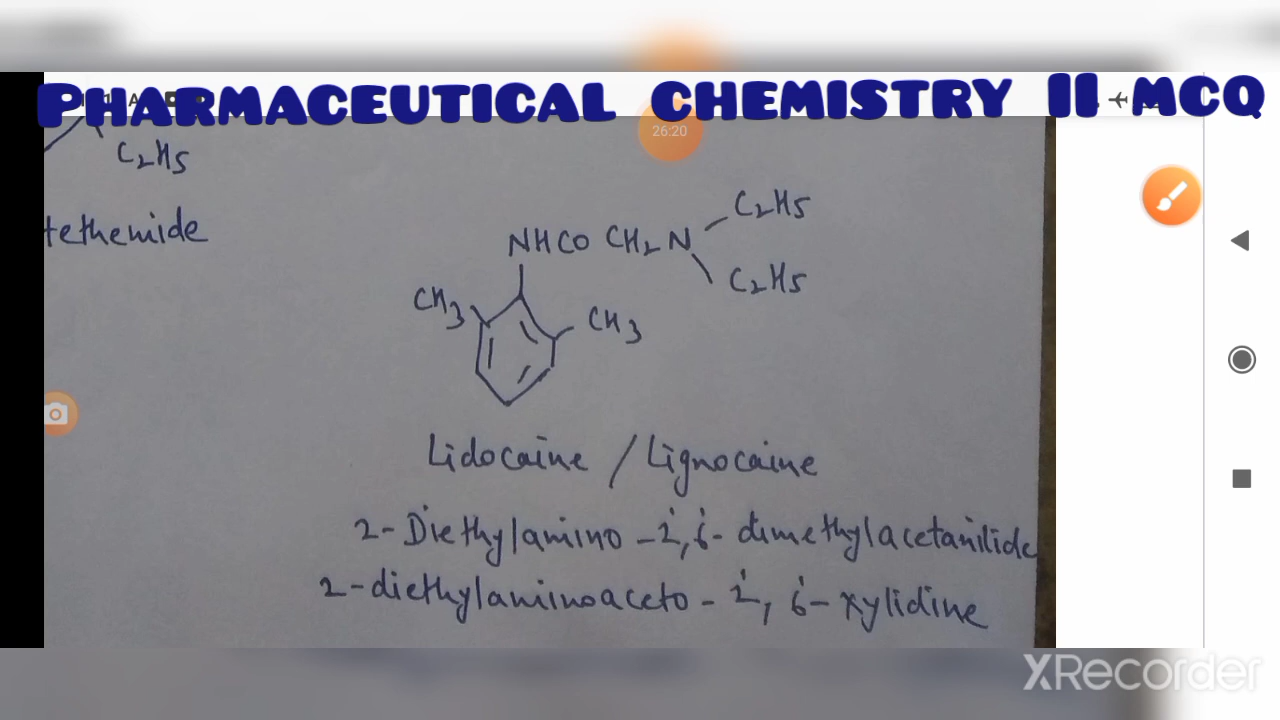 PHARMACEUTICAL CHEMISTRY II MCQ
26:20
C2H5
tethemide
C2H5
NHCO CH2 N
C2H5
CH3
CH3
Lidocaine / Lignocaine
2-Diethylamino-2',6'-dimethylacetanilide
2-diethylaminoaceto-2', 6'-xylidine
XRecorder